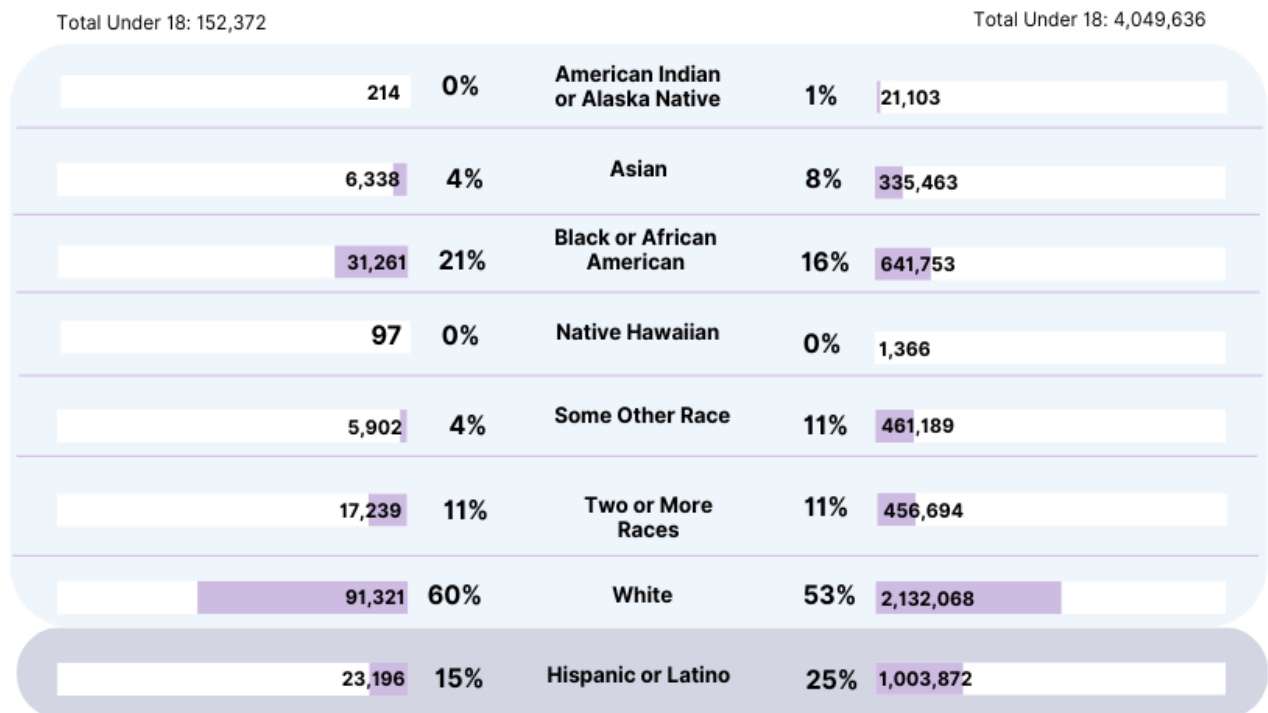 Total Under 18: 152,372
Total Under 18: 4,049,636
214 0% American Indian or Alaska Native 1% 21,103
6,338 4% Asian 8% 335,463
31,261 21% Black or African American 16% 641,753
97 0% Native Hawaiian 0% 1,366
5,902 4% Some Other Race 11% 461,189
17,239 11% Two or More Races 11% 456,694
91,321 60% White 53% 2,132,068
23,196 15% Hispanic or Latino 25% 1,003,872